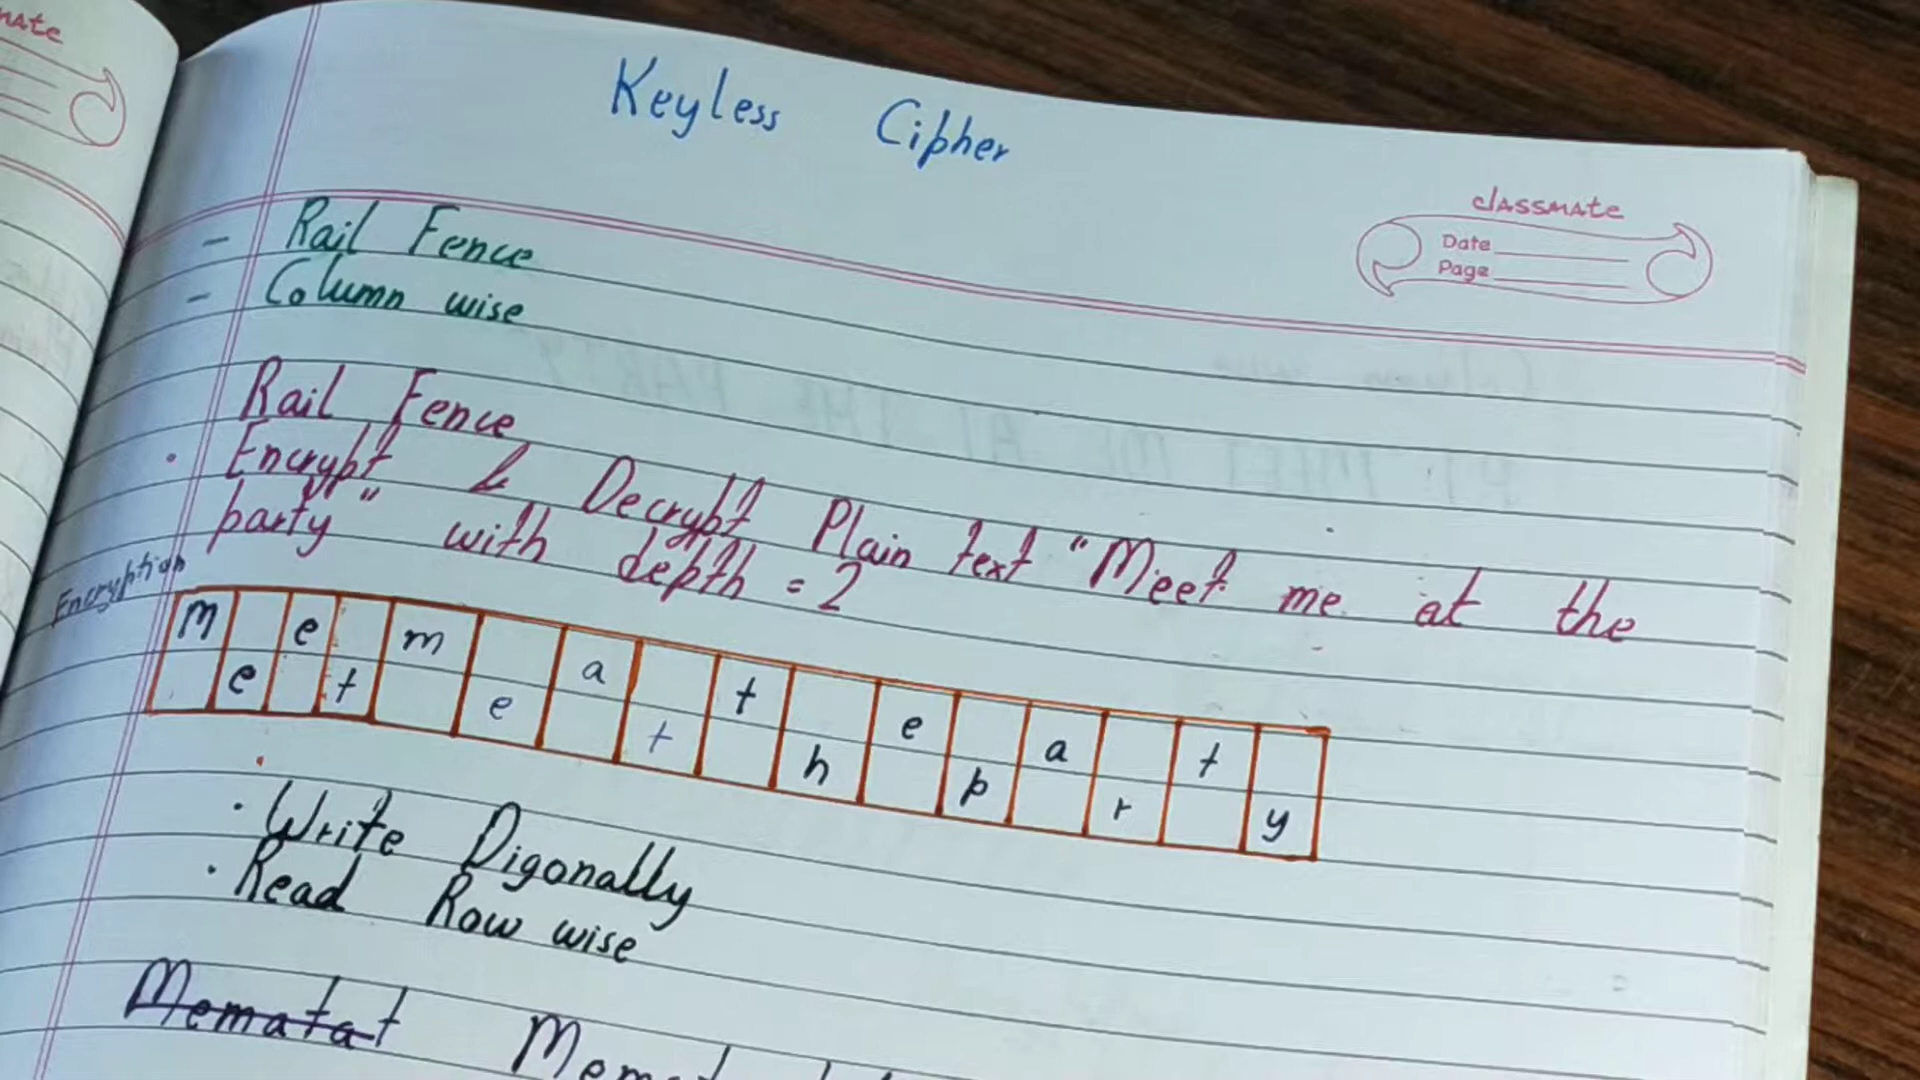 mate
Keyless Cipher
classmate
Date
Page
- Rail Fence
- Column wise
Rail Fence
. Encrypt & Decrypt Plain text "Meet me at the
party" with depth = 2
Encryption
M e m a t e a t
e t e t h p r y
. Write Digonally
. Read Row wise
Mematat